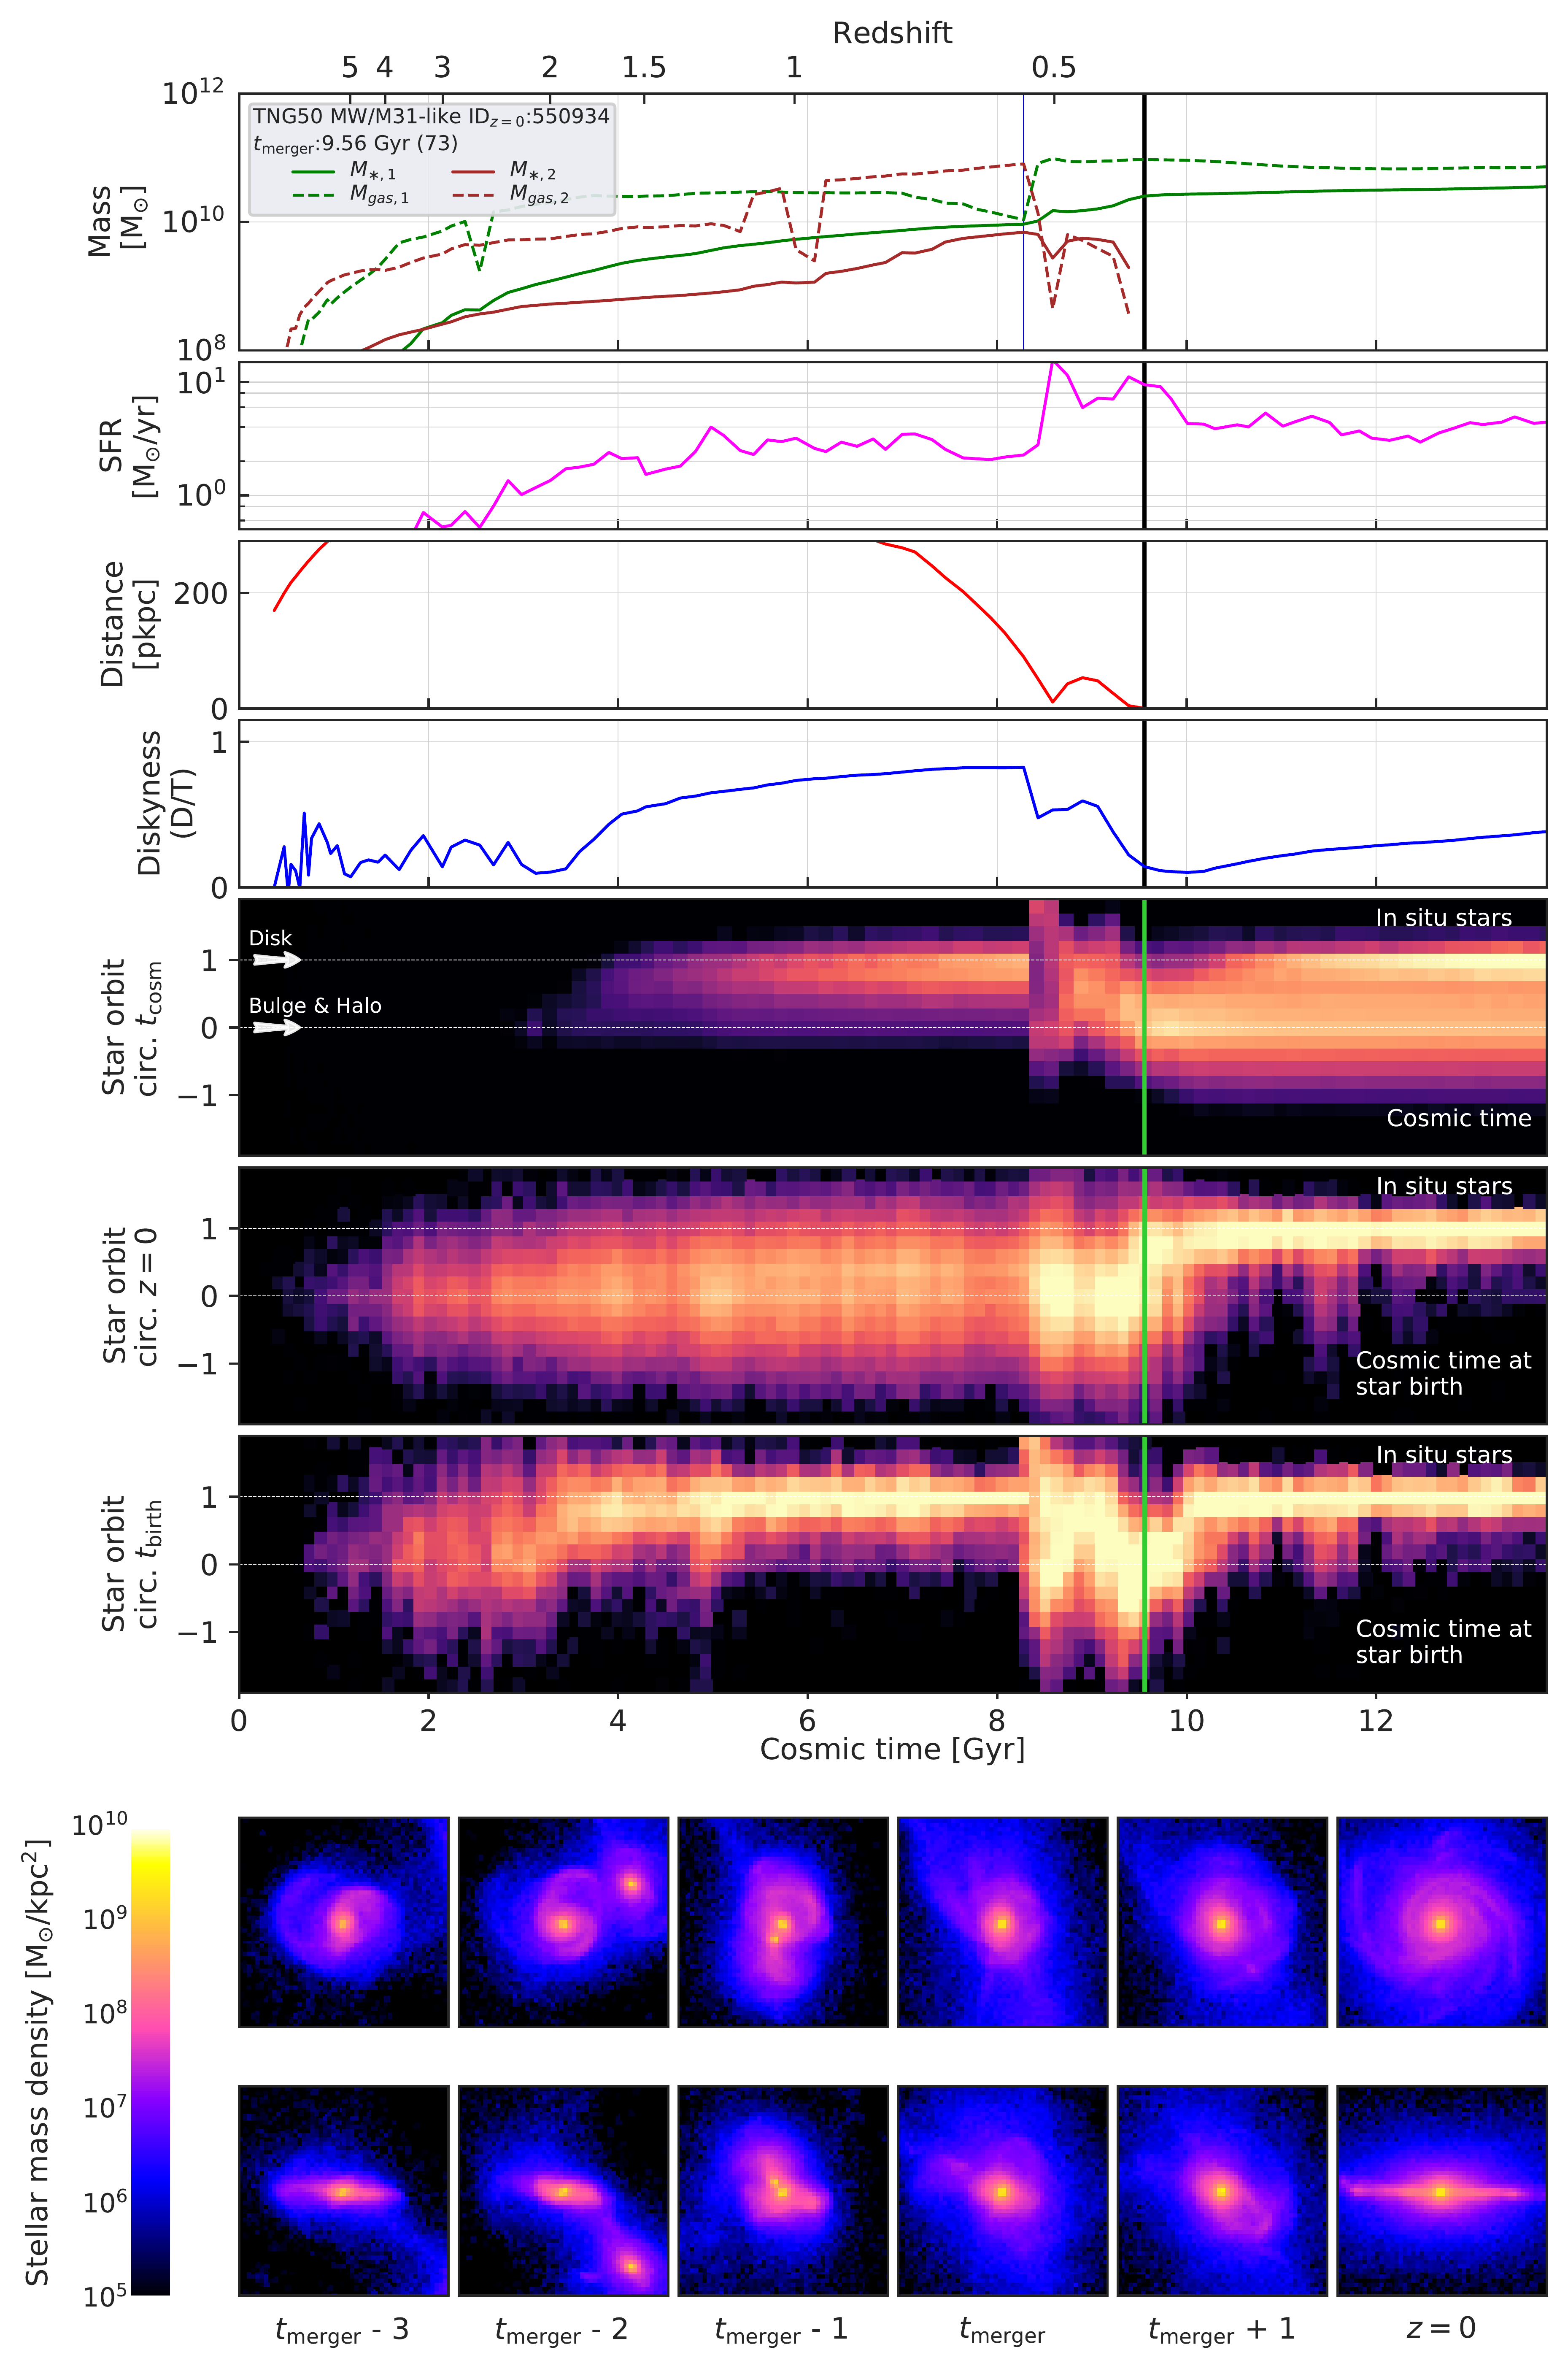 Redshift
5 4 3 2 1.5 1 0.5
10^12
10^10
10^8
Mass
[M⊙]
TNG50 MW/M31-like ID_{z=0}:550934
t_merger:9.56 Gyr (73)
M_{*,1} M_{*,2}
M_{gas,1} M_{gas,2}
SFR
[M⊙/yr]
10^1
10^0
Distance
[pkpc]
200
0
Diskyness
(D/T)
1
0
Star orbit
circ. t_cosm
1
0
−1
Disk
Bulge & Halo
In situ stars
Cosmic time
Star orbit
circ. z = 0
1
0
−1
In situ stars
Cosmic time at
star birth
Star orbit
circ. t_birth
1
0
−1
In situ stars
Cosmic time at
star birth
0 2 4 6 8 10 12
Cosmic time [Gyr]
Stellar mass density [M⊙/kpc^2]
10^10
10^9
10^8
10^7
10^6
10^5
t_merger - 3 t_merger - 2 t_merger - 1 t_merger t_merger + 1 z = 0